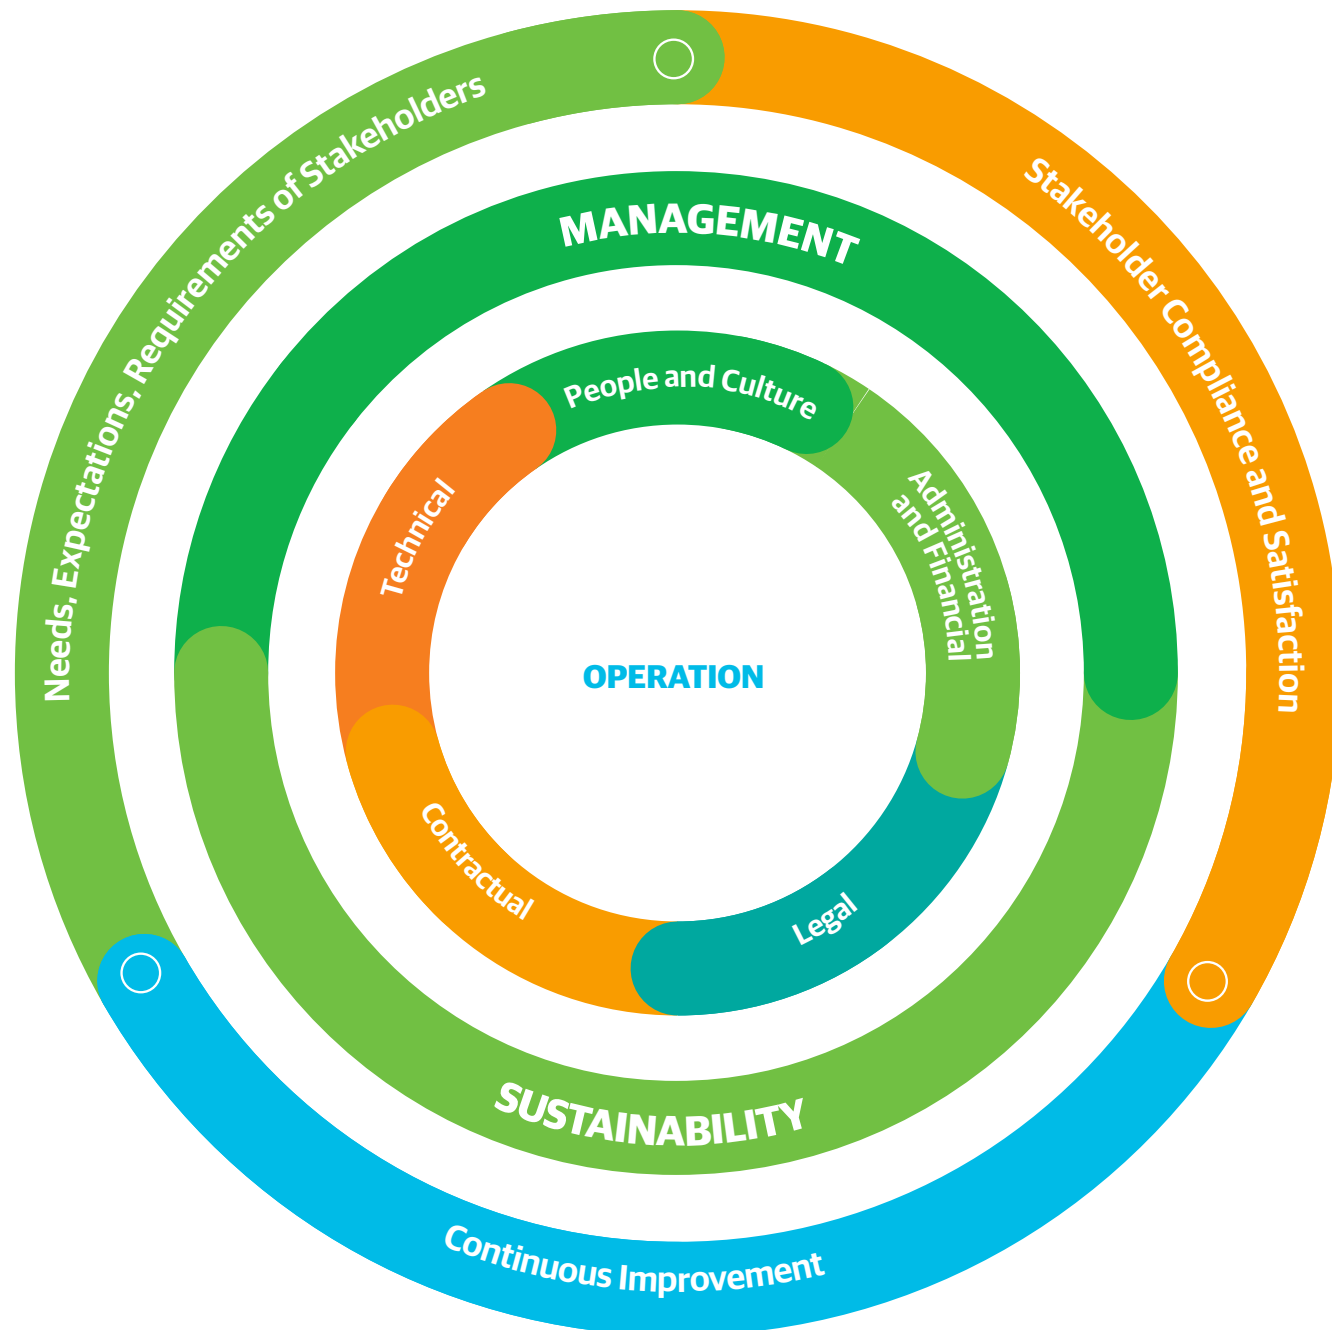 Needs, Expectations, Requirements of Stakeholders
Stakeholder Compliance and Satisfaction
MANAGEMENT
People and Culture
Technical
Administration
and Financial
OPERATION
Contractual
Legal
SUSTAINABILITY
Continuous Improvement